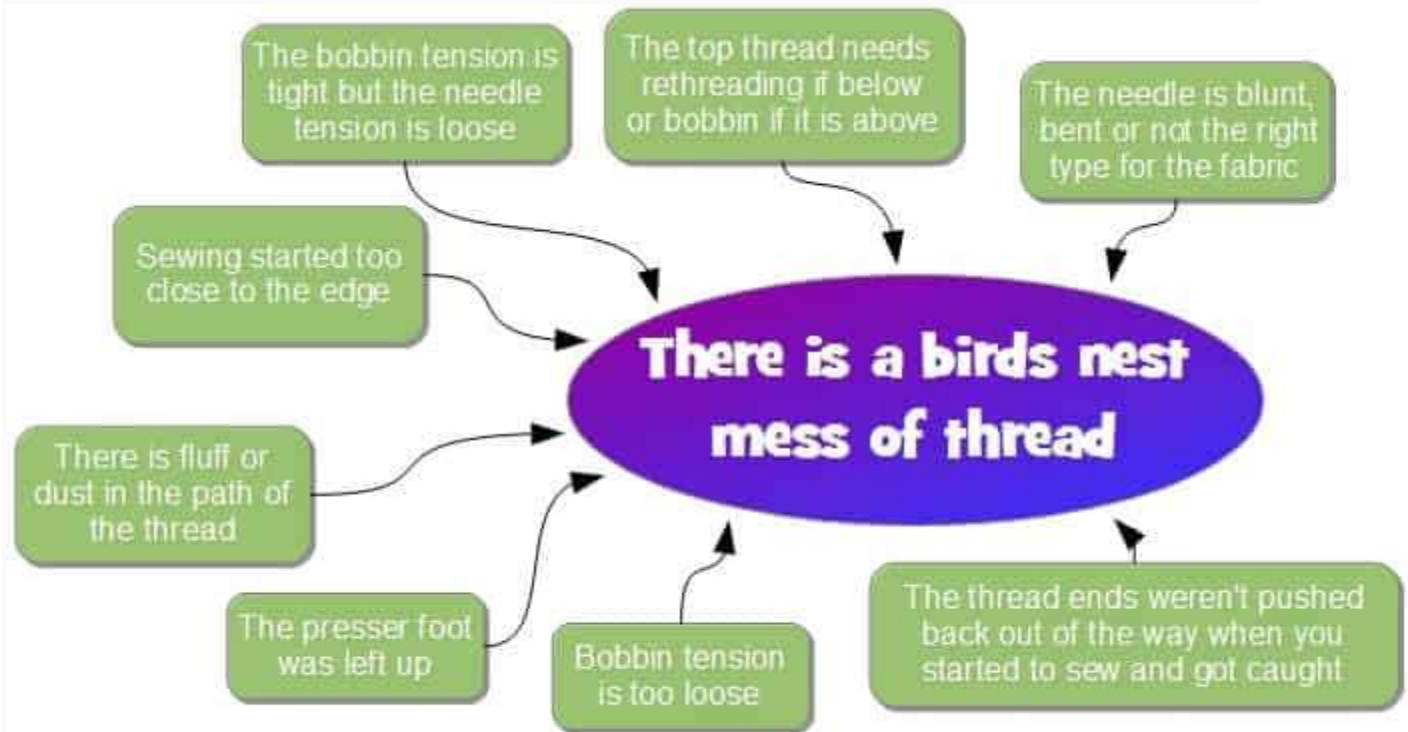 The bobbin tension is
tight but the needle
tension is loose
The top thread needs
rethreading if below
or bobbin if it is above
The needle is blunt,
bent or not the right
type for the fabric
Sewing started too
close to the edge
There is a birds nest
mess of thread
There is fluff or
dust in the path of
the thread
The presser foot
was left up
Bobbin tension
is too loose
The thread ends weren't pushed
back out of the way when you
started to sew and got caught